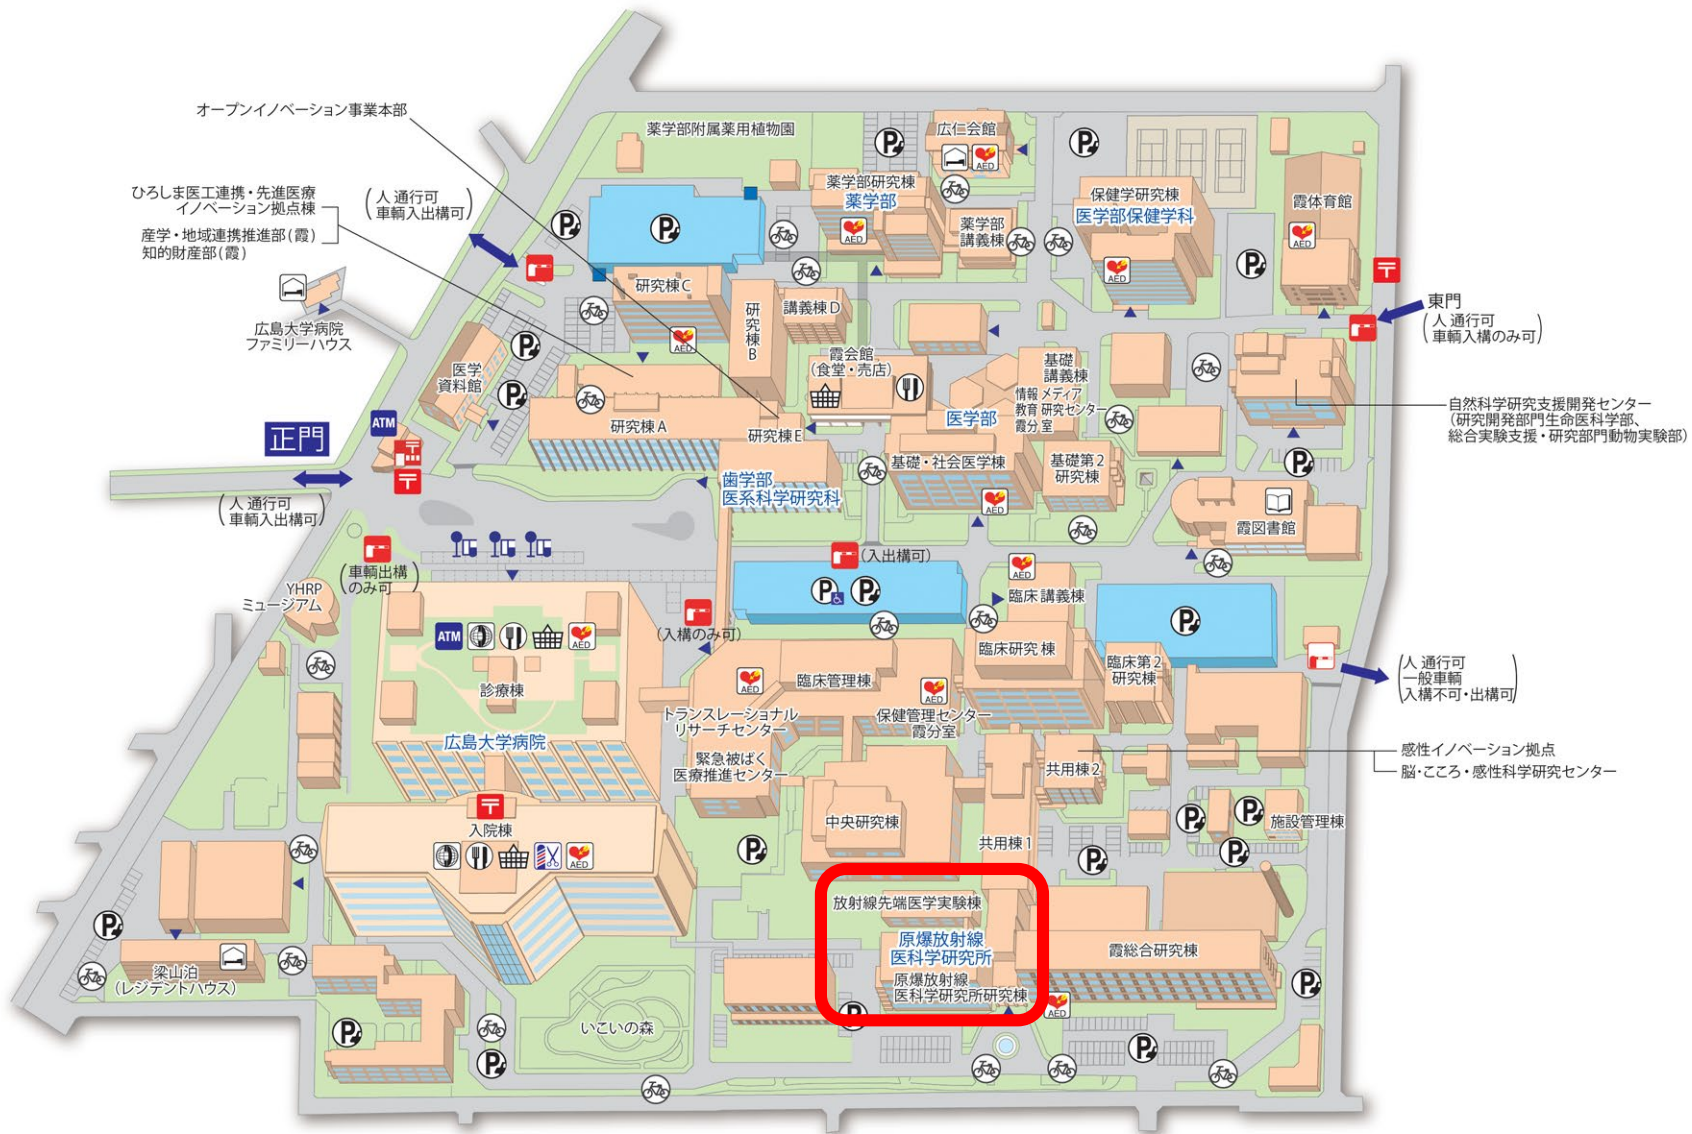 オープンイノベーション事業本部
薬学部附属薬用植物園
広仁会館
AED
ひろしま医工連携・先進医療
イノベーション拠点棟
産学・地域連携推進部(霞)
知的財産部(霞)
(人 通行可
車輌入出構可)
P
P
P
薬学部研究棟
薬学部
AED
薬学部
講義棟
P
保健学研究棟
医学部保健学科
AED
霞体育館
AED
P
〒
東門
(人 通行可
車輌入構のみ可)
広島大学病院
ファミリーハウス
研究棟C
AED
研究棟B
講義棟D
医学
資料館
P
P
霞会館
(食堂・売店)
基礎
講義棟
情報 メディア
教育 研究センター
霞分室
医学部
自然科学研究支援開発センター
(研究開発部門生命医科学部、
総合実験支援・研究部門動物実験部)
ATM
正門
〒
〒
(人 通行可
車輌入出構可)
研究棟A
研究棟E
歯学部
医系科学研究科
基礎・社会医学棟
AED
基礎第2
研究棟
P
霞図書館
(車輌出構
のみ可)
YHRP
ミュージアム
(入出構可)
P
P
(入構のみ可)
AED
臨床講義棟
P
ATM
AED
診療棟
広島大学病院
AED
臨床管理棟
臨床研究棟
臨床第2
研究棟
(人 通行可
一般車輌
入構不可・出構可)
トランスレーショナル
リサーチセンター
AED
保健管理センター
霞分室
緊急被ばく
医療推進センター
共用棟2
感性イノベーション拠点
脳・こころ・感性科学研究センター
〒
入院棟
AED
P
中央研究棟
共用棟1
P
P
P
P
施設管理棟
放射線先端医学実験棟
原爆放射線
医科学研究所
原爆放射線
医科学研究所研究棟
霞総合研究棟
AED
P
P
梁山泊
(レジデントハウス)
P
P
いこいの森
P
P